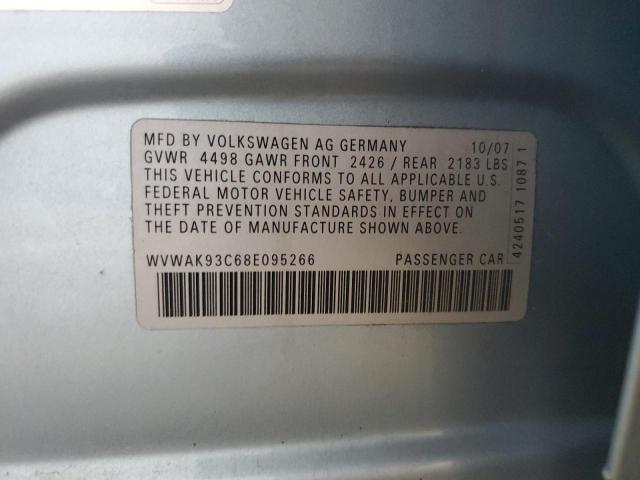 MFD BY VOLKSWAGEN AG GERMANY 10/07
GVWR 4498 GAWR FRONT 2426 / REAR 2183 LBS
THIS VEHICLE CONFORMS TO ALL APPLICABLE U.S.
FEDERAL MOTOR VEHICLE SAFETY, BUMPER AND
THEFT PREVENTION STANDARDS IN EFFECT ON
THE DATE OF MANUFACTURE SHOWN ABOVE.
WVWAK93C68E095266 PASSENGER CAR
4240517 1087 1